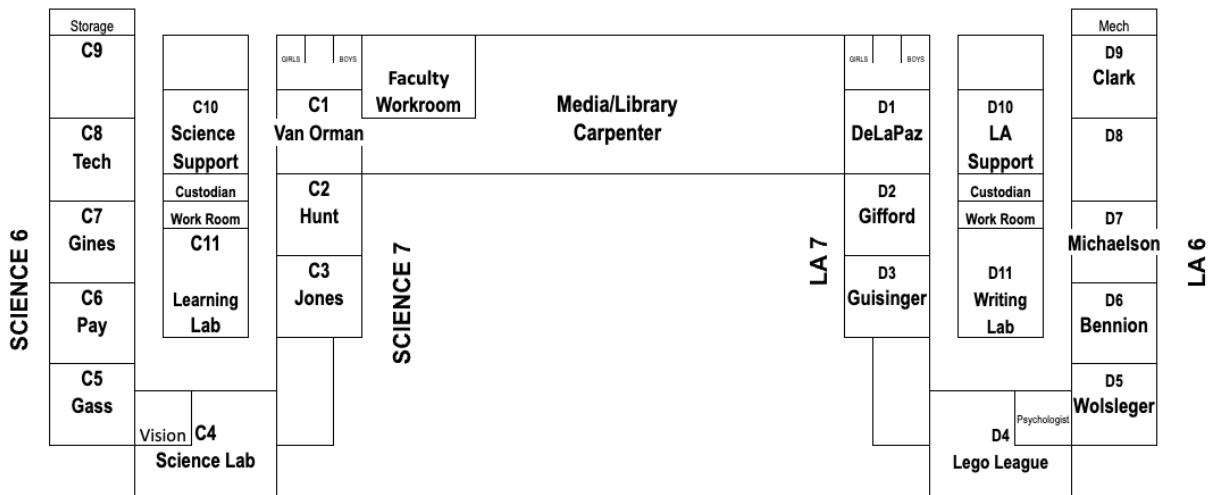 Storage
C9
C8
Tech
C7
Gines
C6
Pay
C5
Gass
SCIENCE 6
C10
Science
Support
Custodian
Work Room
C11
Learning
Lab
Vision
C4
Science Lab
GIRLS
BOYS
C1
Van Orman
C2
Hunt
C3
Jones
SCIENCE 7
Faculty
Workroom
Media/Library
Carpenter
GIRLS
BOYS
D1
DeLaPaz
D2
Gifford
D3
Guisinger
LA 7
D10
LA
Support
Custodian
Work Room
D11
Writing
Lab
Psychologist
D4
Lego League
Mech
D9
Clark
D8
D7
Michaelson
D6
Bennion
D5
Wolsleger
LA 6